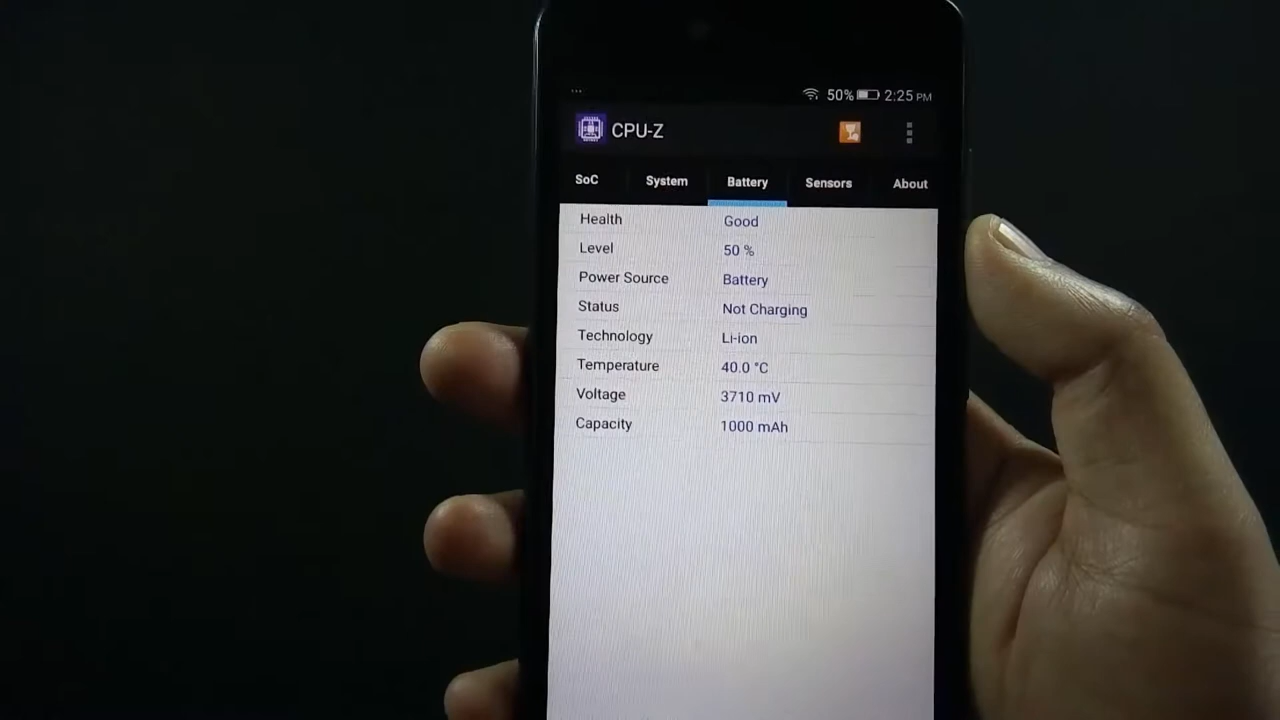 ... 50% 2:25 PM
CPU-Z
SoC System Battery Sensors About
Health Good
Level 50 %
Power Source Battery
Status Not Charging
Technology Li-ion
Temperature 40.0 °C
Voltage 3710 mV
Capacity 1000 mAh